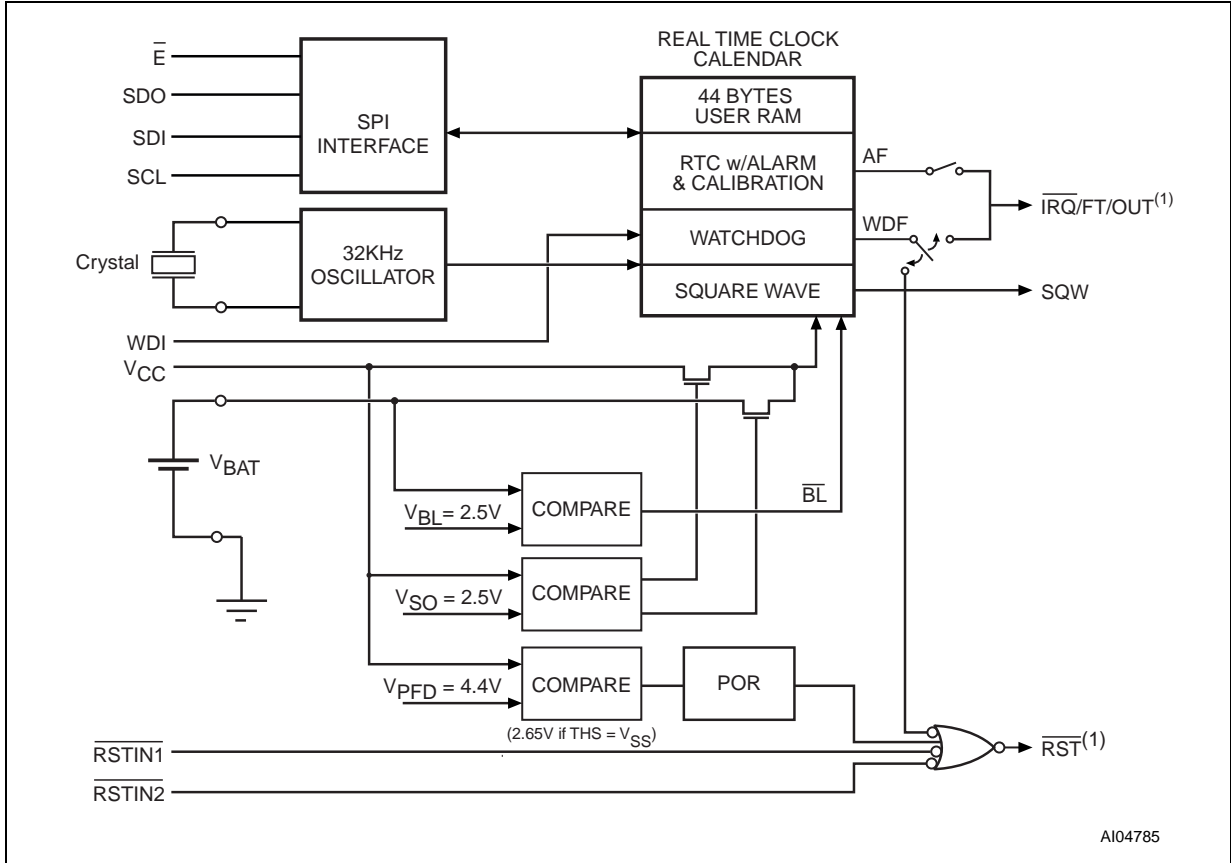 REAL TIME CLOCK
CALENDAR
E
SDO
SDI
SCL
SPI
INTERFACE
44 BYTES
USER RAM
RTC w/ALARM
& CALIBRATION
WATCHDOG
SQUARE WAVE
AF
WDF
IRQ/FT/OUT(1)
SQW
Crystal
32KHz
OSCILLATOR
WDI
VCC
VBAT
VBL = 2.5V
COMPARE
BL
VSO = 2.5V
COMPARE
VPFD = 4.4V
COMPARE
POR
(2.65V if THS = VSS)
RSTIN1
RSTIN2
RST(1)
AI04785